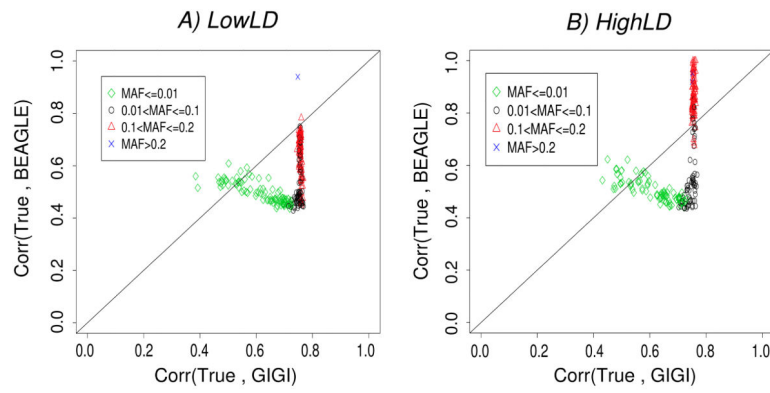 A) LowLD
Corr(True , BEAGLE)
1.0
0.8
0.6
0.4
0.2
0.0
MAF<=0.01
0.01<MAF<=0.1
0.1<MAF<=0.2
MAF>0.2
0.0 0.2 0.4 0.6 0.8 1.0
Corr(True , GIGI)
B) HighLD
Corr(True , BEAGLE)
1.0
0.8
0.6
0.4
0.2
0.0
MAF<=0.01
0.01<MAF<=0.1
0.1<MAF<=0.2
MAF>0.2
0.0 0.2 0.4 0.6 0.8 1.0
Corr(True , GIGI)